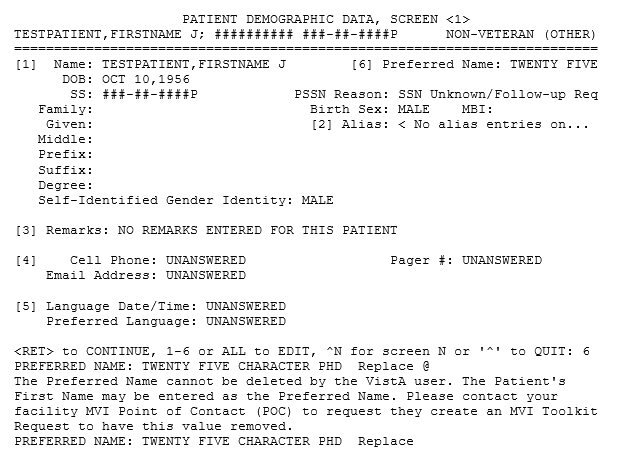 PATIENT DEMOGRAPHIC DATA, SCREEN <1>
TESTPATIENT,FIRSTNAME J; ########## ###-##-####P NON-VETERAN (OTHER)
===============================================================================
[1] Name: TESTPATIENT,FIRSTNAME J [6] Preferred Name: TWENTY FIVE
DOB: OCT 10,1956
SS: ###-##-####P PSSN Reason: SSN Unknown/Follow-up Req
Family: Birth Sex: MALE MBI:
Given: [2] Alias: < No alias entries on...
Middle:
Prefix:
Suffix:
Degree:
Self-Identified Gender Identity: MALE
[3] Remarks: NO REMARKS ENTERED FOR THIS PATIENT
[4] Cell Phone: UNANSWERED Pager #: UNANSWERED
Email Address: UNANSWERED
[5] Language Date/Time: UNANSWERED
Preferred Language: UNANSWERED
<RET> to CONTINUE, 1-6 or ALL to EDIT, ^N for screen N or '^' to QUIT: 6
PREFERRED NAME: TWENTY FIVE CHARACTER PHD Replace @
The Preferred Name cannot be deleted by the VistA user. The Patient's
First Name may be entered as the Preferred Name. Please contact your
facility MVI Point of Contact (POC) to request they create an MVI Toolkit
Request to have this value removed.
PREFERRED NAME: TWENTY FIVE CHARACTER PHD Replace